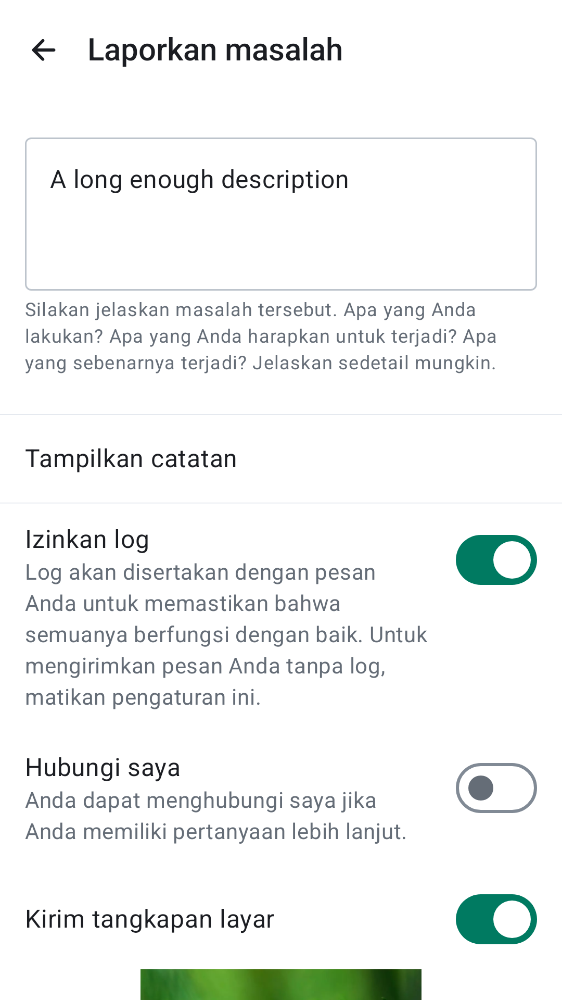 Laporkan masalah
A long enough description
Silakan jelaskan masalah tersebut. Apa yang Anda
lakukan? Apa yang Anda harapkan untuk terjadi? Apa
yang sebenarnya terjadi? Jelaskan sedetail mungkin.
Tampilkan catatan
Izinkan log
Log akan disertakan dengan pesan
Anda untuk memastikan bahwa
semuanya berfungsi dengan baik. Untuk
mengirimkan pesan Anda tanpa log,
matikan pengaturan ini.
Hubungi saya
Anda dapat menghubungi saya jika
Anda memiliki pertanyaan lebih lanjut.
Kirim tangkapan layar